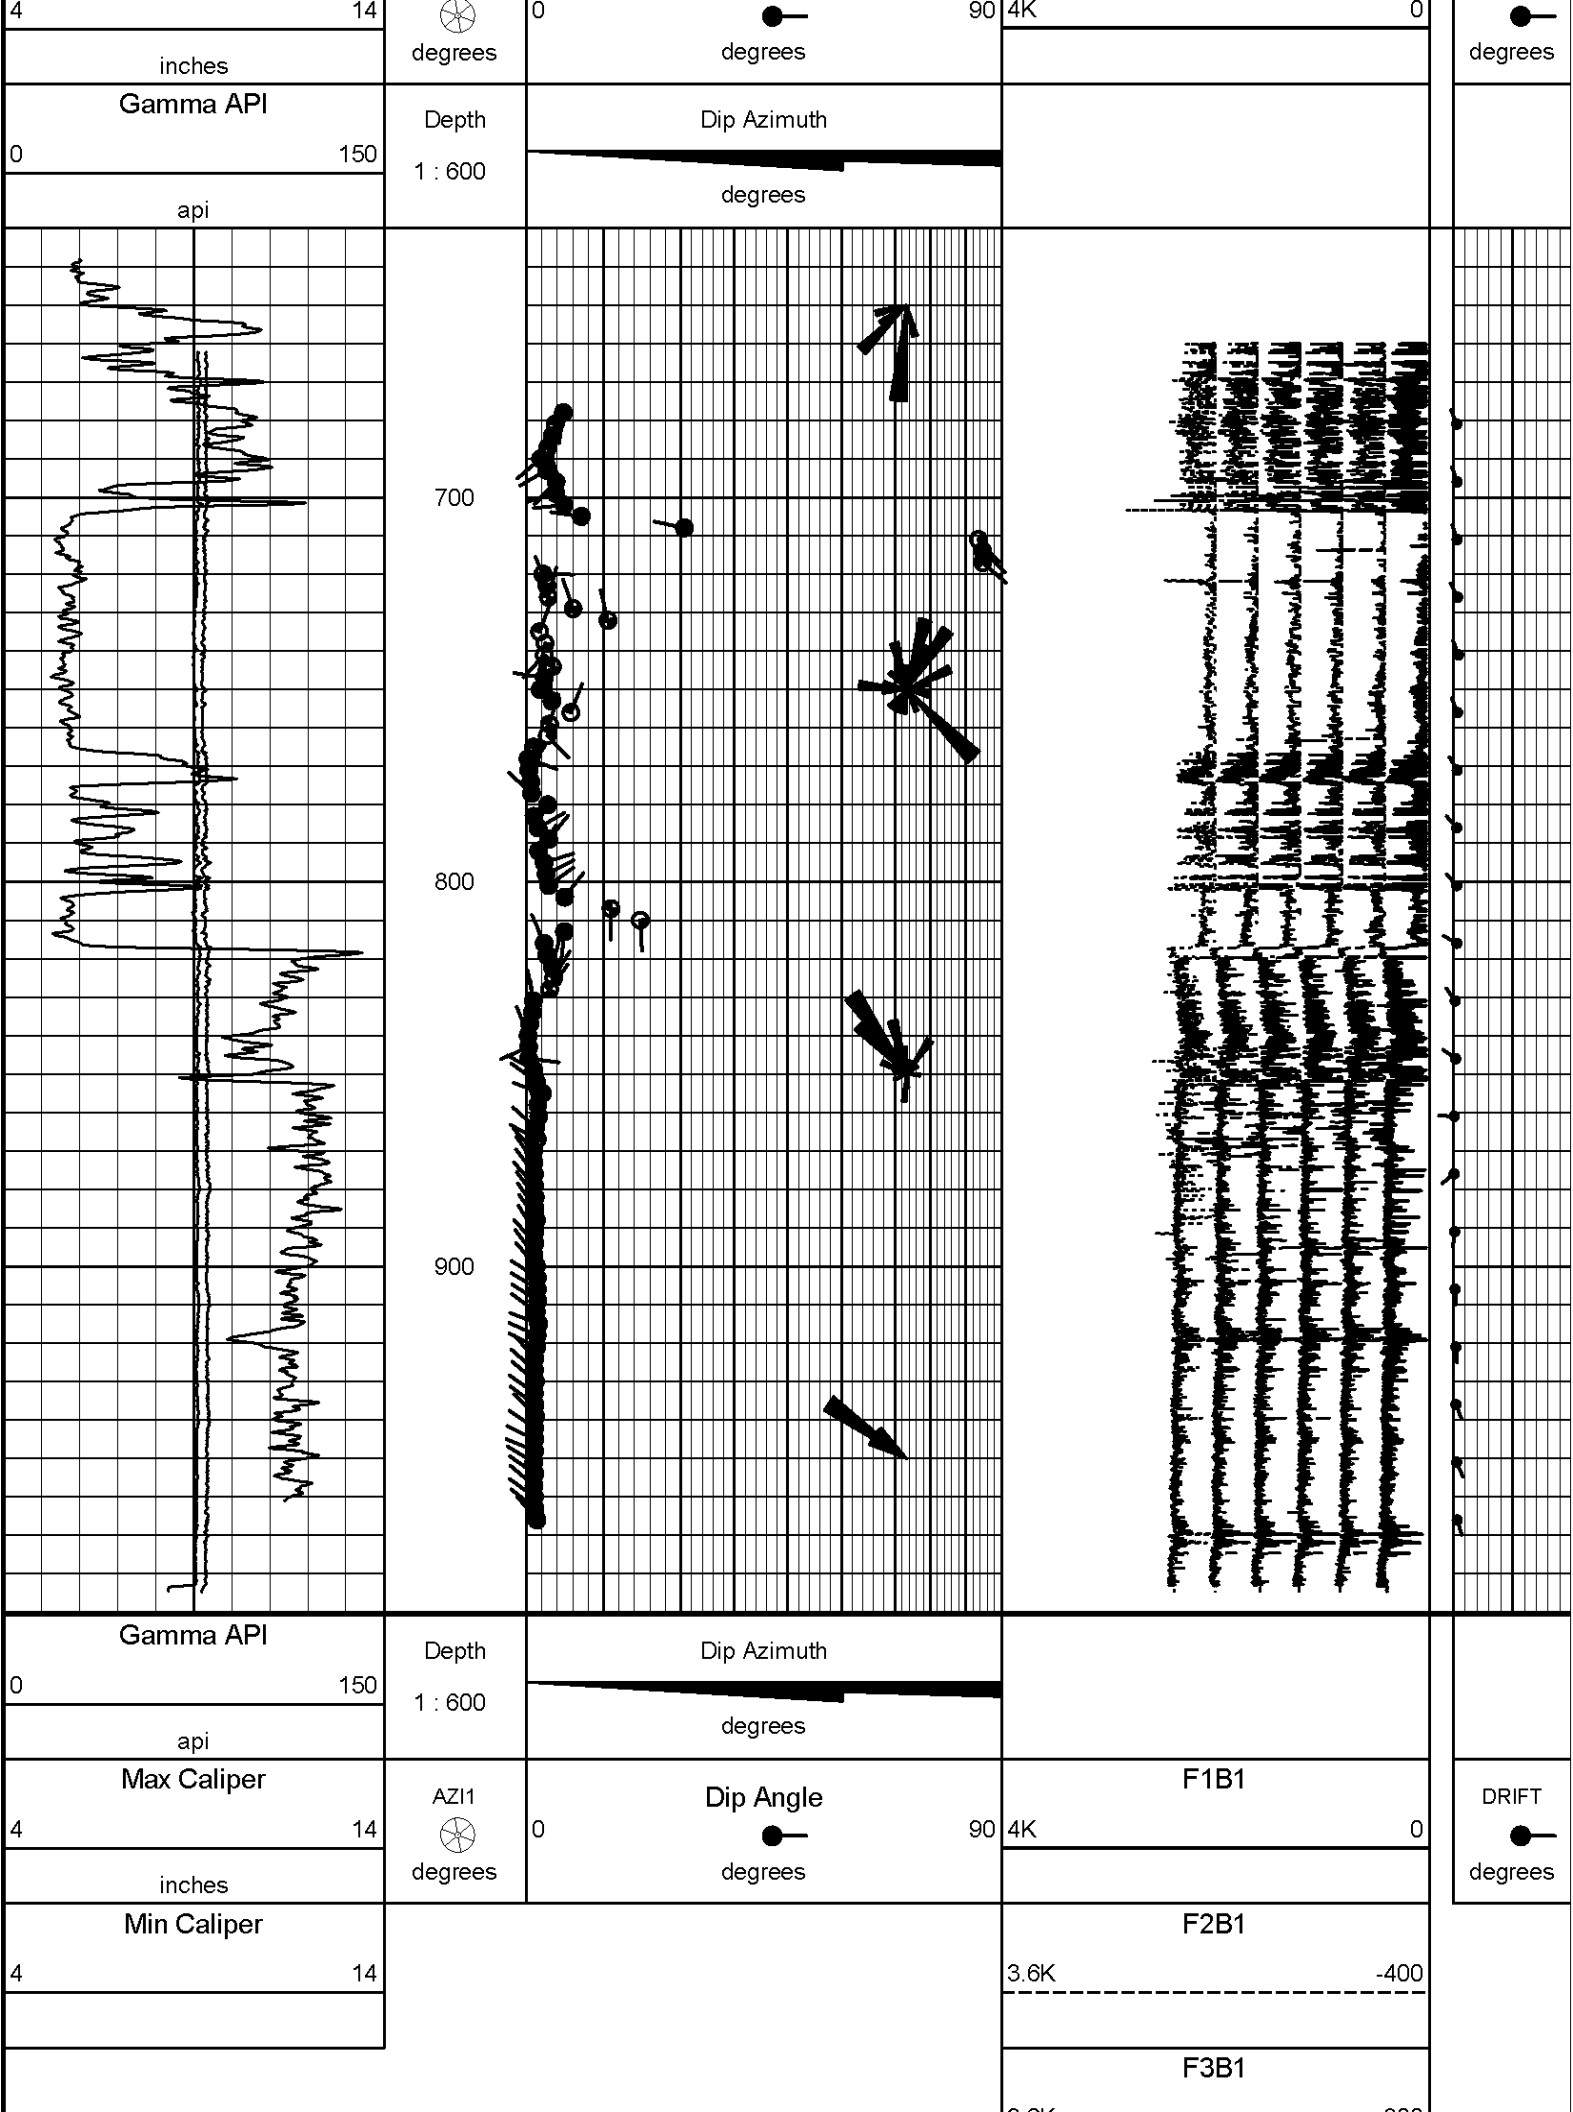 4 14 0 90 4K 0
inches degrees degrees degrees
Gamma API
Depth Dip Azimuth
0 150
1 : 600
degrees
api
700
800
900
Gamma API
Depth Dip Azimuth
0 150
1 : 600
degrees
api
Max Caliper F1B1
AZI1 Dip Angle DRIFT
4 14 0 90 4K 0
inches degrees degrees degrees
Min Caliper F2B1
4 14 3.6K -400
F3B1